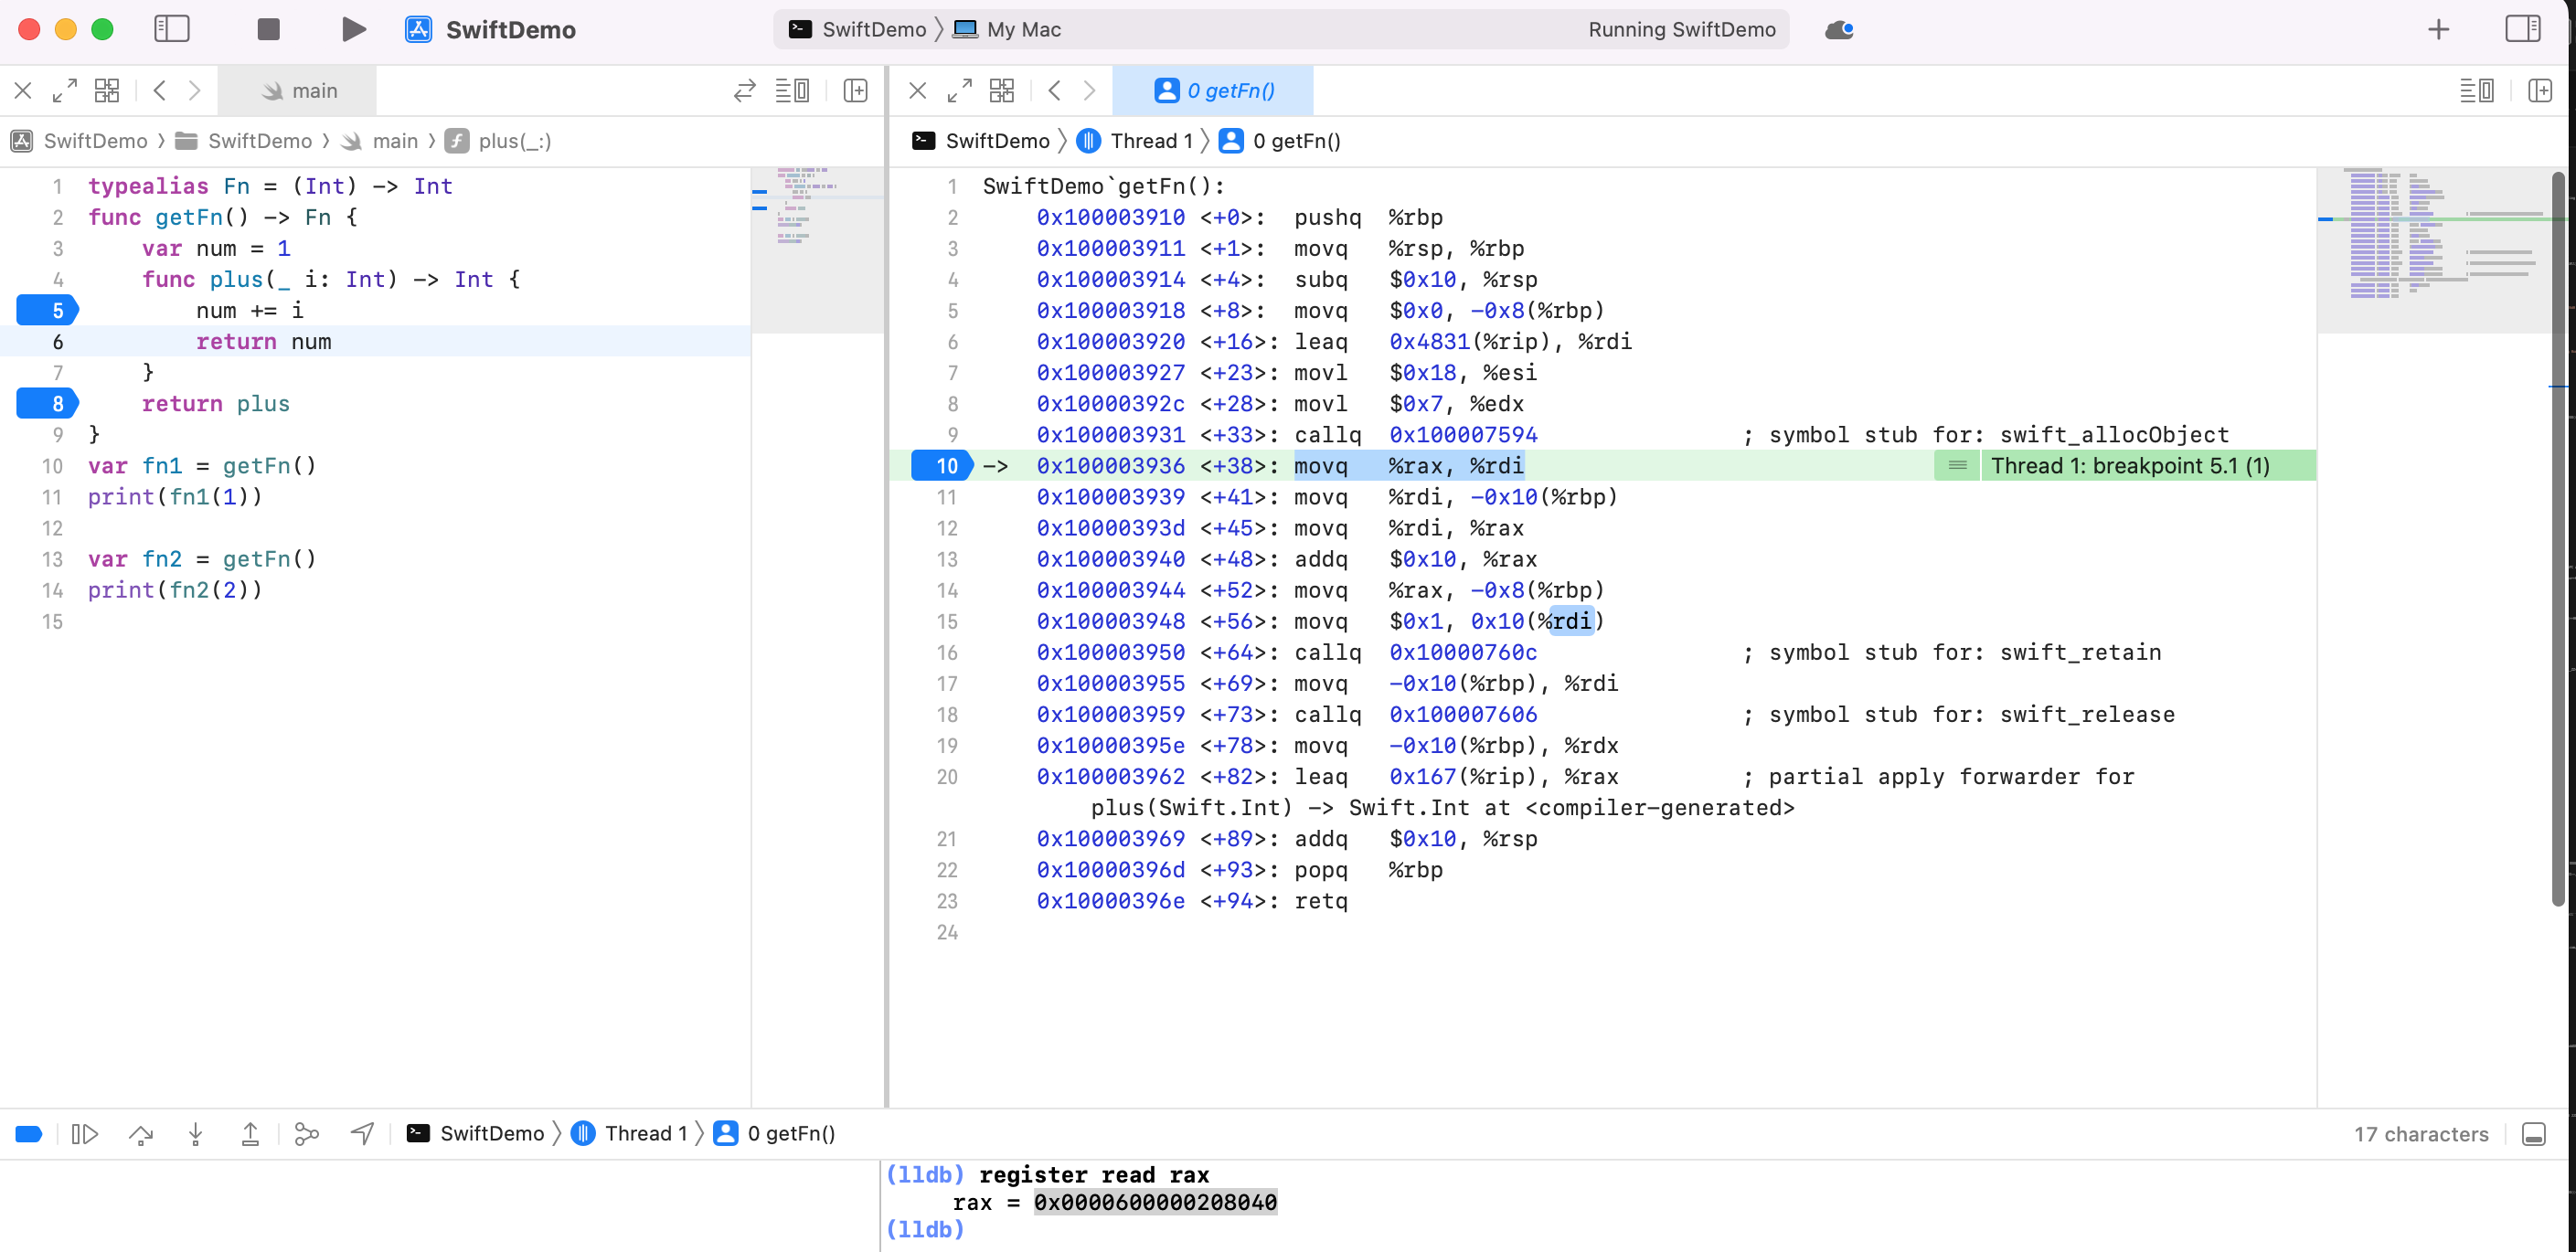 SwiftDemo
SwiftDemo 〉 My Mac
Running SwiftDemo
main
SwiftDemo 〉 SwiftDemo 〉 main 〉 plus(_:)
1 typealias Fn = (Int) -> Int
2 func getFn() -> Fn {
3 var num = 1
4 func plus(_ i: Int) -> Int {
5 num += i
6 return num
7 }
8 return plus
9 }
10 var fn1 = getFn()
11 print(fn1(1))
12
13 var fn2 = getFn()
14 print(fn2(2))
15
0 getFn()
SwiftDemo 〉 Thread 1 〉 0 getFn()
1 SwiftDemo`getFn():
2 0x100003910 <+0>: pushq %rbp
3 0x100003911 <+1>: movq %rsp, %rbp
4 0x100003914 <+4>: subq $0x10, %rsp
5 0x100003918 <+8>: movq $0x0, -0x8(%rbp)
6 0x100003920 <+16>: leaq 0x4831(%rip), %rdi
7 0x100003927 <+23>: movl $0x18, %esi
8 0x10000392c <+28>: movl $0x7, %edx
9 0x100003931 <+33>: callq 0x100007594 ; symbol stub for: swift_allocObject
10 -> 0x100003936 <+38>: movq %rax, %rdi Thread 1: breakpoint 5.1 (1)
11 0x100003939 <+41>: movq %rdi, -0x10(%rbp)
12 0x10000393d <+45>: movq %rdi, %rax
13 0x100003940 <+48>: addq $0x10, %rax
14 0x100003944 <+52>: movq %rax, -0x8(%rbp)
15 0x100003948 <+56>: movq $0x1, 0x10(%rdi)
16 0x100003950 <+64>: callq 0x10000760c ; symbol stub for: swift_retain
17 0x100003955 <+69>: movq -0x10(%rbp), %rdi
18 0x100003959 <+73>: callq 0x100007606 ; symbol stub for: swift_release
19 0x10000395e <+78>: movq -0x10(%rbp), %rdx
20 0x100003962 <+82>: leaq 0x167(%rip), %rax ; partial apply forwarder for
plus(Swift.Int) -> Swift.Int at <compiler-generated>
21 0x100003969 <+89>: addq $0x10, %rsp
22 0x10000396d <+93>: popq %rbp
23 0x10000396e <+94>: retq
24
SwiftDemo 〉 Thread 1 〉 0 getFn()
17 characters
(lldb) register read rax
rax = 0x0000600000208040
(lldb)